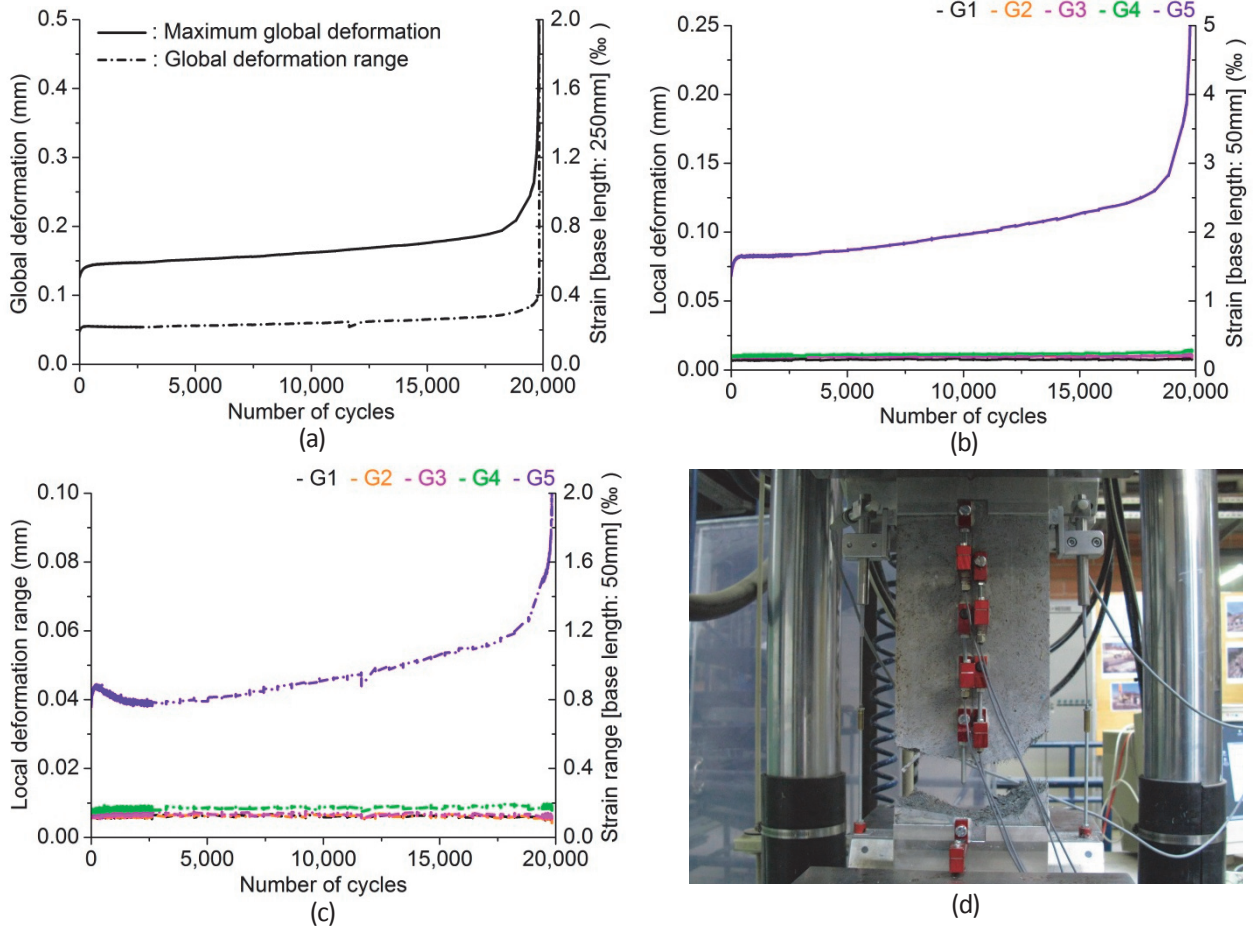 (a)
Global deformation (mm)
0.5
0.4
0.3
0.2
0.1
0.0
: Maximum global deformation
: Global deformation range
2.0
1.6
1.2
0.8
0.4
0.0
Strain [base length: 250mm] (‰)
5,000 10,000 15,000 20,000
Number of cycles
(a)
- G1 - G2 - G3 - G4 - G5
Local deformation (mm)
0.25
0.20
0.15
0.10
0.05
0.00
5
4
3
2
1
0
Strain [base length: 50mm] (‰)
0 5,000 10,000 15,000 20,000
Number of cycles
(b)
- G1 - G2 - G3 - G4 - G5
Local deformation range (mm)
0.10
0.08
0.06
0.04
0.02
0.00
2.0
1.6
1.2
0.8
0.4
0.0
Strain range [base length: 50mm] (‰)
0 5,000 10,000 15,000 20,000
Number of cycles
(c)
(d)